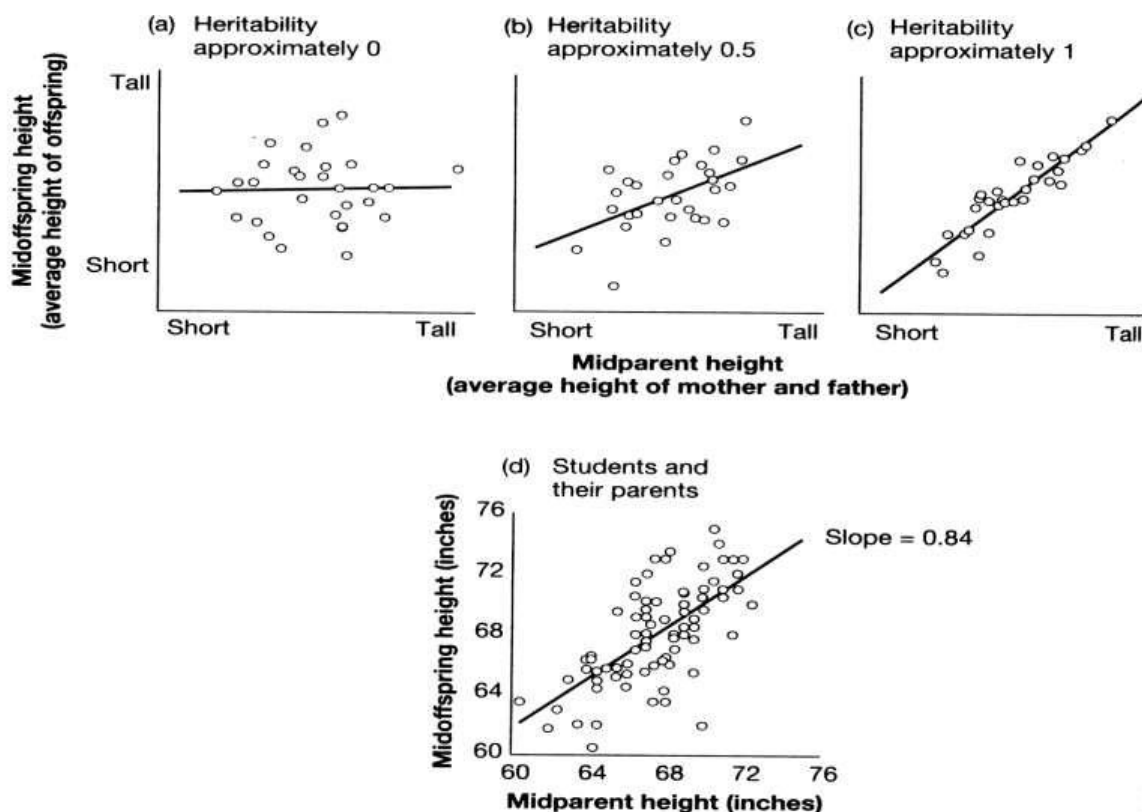 (a) Heritability
approximately 0
(b) Heritability
approximately 0.5
(c) Heritability
approximately 1
Midoffspring height
(average height of offspring)
Tall
Short
Short
Tall
Short
Tall
Short
Tall
Midparent height
(average height of mother and father)
(d) Students and
their parents
Midoffspring height (inches)
76
72
68
64
60
Slope = 0.84
60
64
68
72
76
Midparent height (inches)